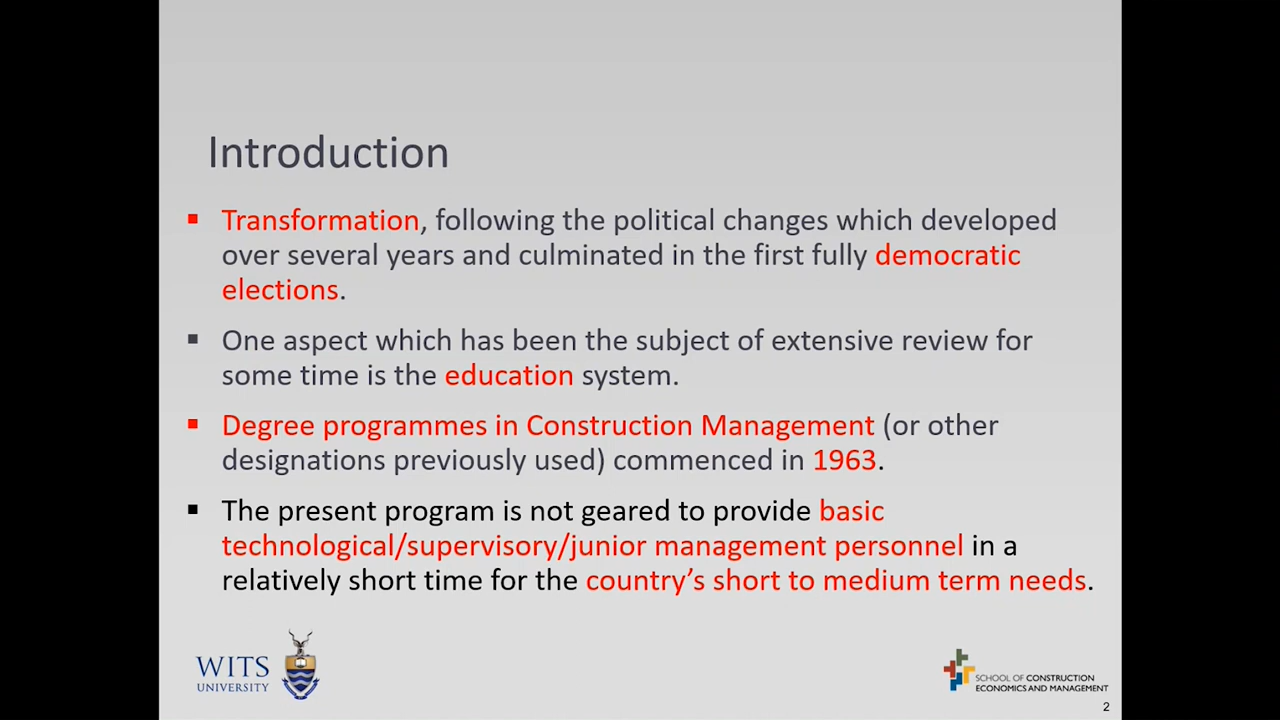 Introduction
Transformation, following the political changes which developed
over several years and culminated in the first fully democratic
elections.
One aspect which has been the subject of extensive review for
some time is the education system.
Degree programmes in Construction Management (or other
designations previously used) commenced in 1963.
The present program is not geared to provide basic
technological/supervisory/junior management personnel in a
relatively short time for the country’s short to medium term needs.
WITS
UNIVERSITY
SCHOOL OF CONSTRUCTION
ECONOMICS AND MANAGEMENT
2